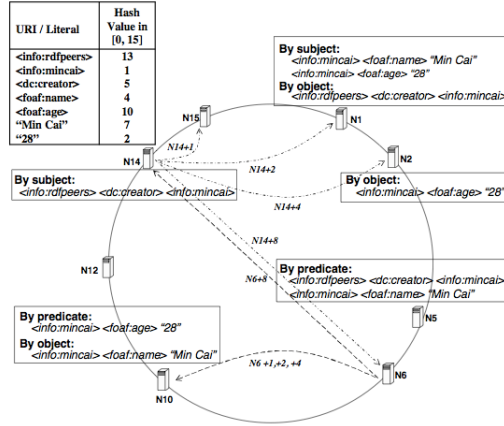 URI / Literal Hash Value in [0, 15]
<info:rdfpeers> 13
<info:mincai> 1
<dc:creator> 5
<foaf:name> 4
<foaf:age> 10
“Min Cai” 7
“28” 2
By subject:
<info:mincai> <foaf:name> "Min Cai"
<info:mincai> <foaf:age> “28”
By object:
<info:rdfpeers> <dc:creator> <info:mincai>
N15
N1
N14+1
N14
N14+2
N2
By subject:
<info:rdfpeers> <dc:creator> <info:mincai>
N14+4
By object:
<info:mincai> <foaf:age> “28”
N14+8
N12
N6+8
By predicate:
<info:rdfpeers> <dc:creator> <info:mincai>
<info:mincai> <foaf:name> "Min Cai”
By predicate:
<info:mincai> <foaf:age> “28”
By object:
<info:mincai> <foaf:name> “Min Cai”
N5
N6 +1,+2, +4
N10
N6